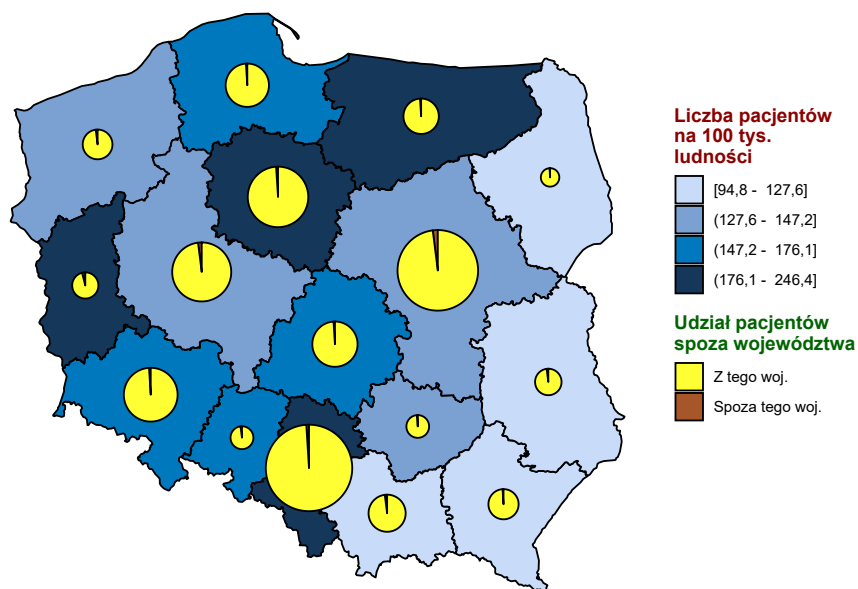 Liczba pacjentów
na 100 tys.
ludności
[94,8 - 127,6]
(127,6 - 147,2]
(147,2 - 176,1]
(176,1 - 246,4]
Udział pacjentów
spoza województwa
Z tego woj.
Spoza tego woj.